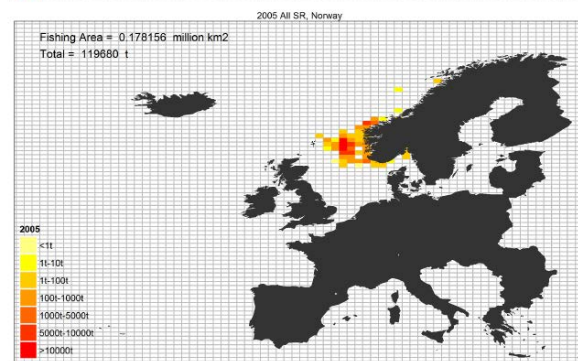 2005 All SR, Norway
Fishing Area = 0.178156 million km2
Total = 119680 t
2005
<1t
1t-10t
1t-100t
100t-1000t
1000t-5000t
5000t-10000t
>10000t